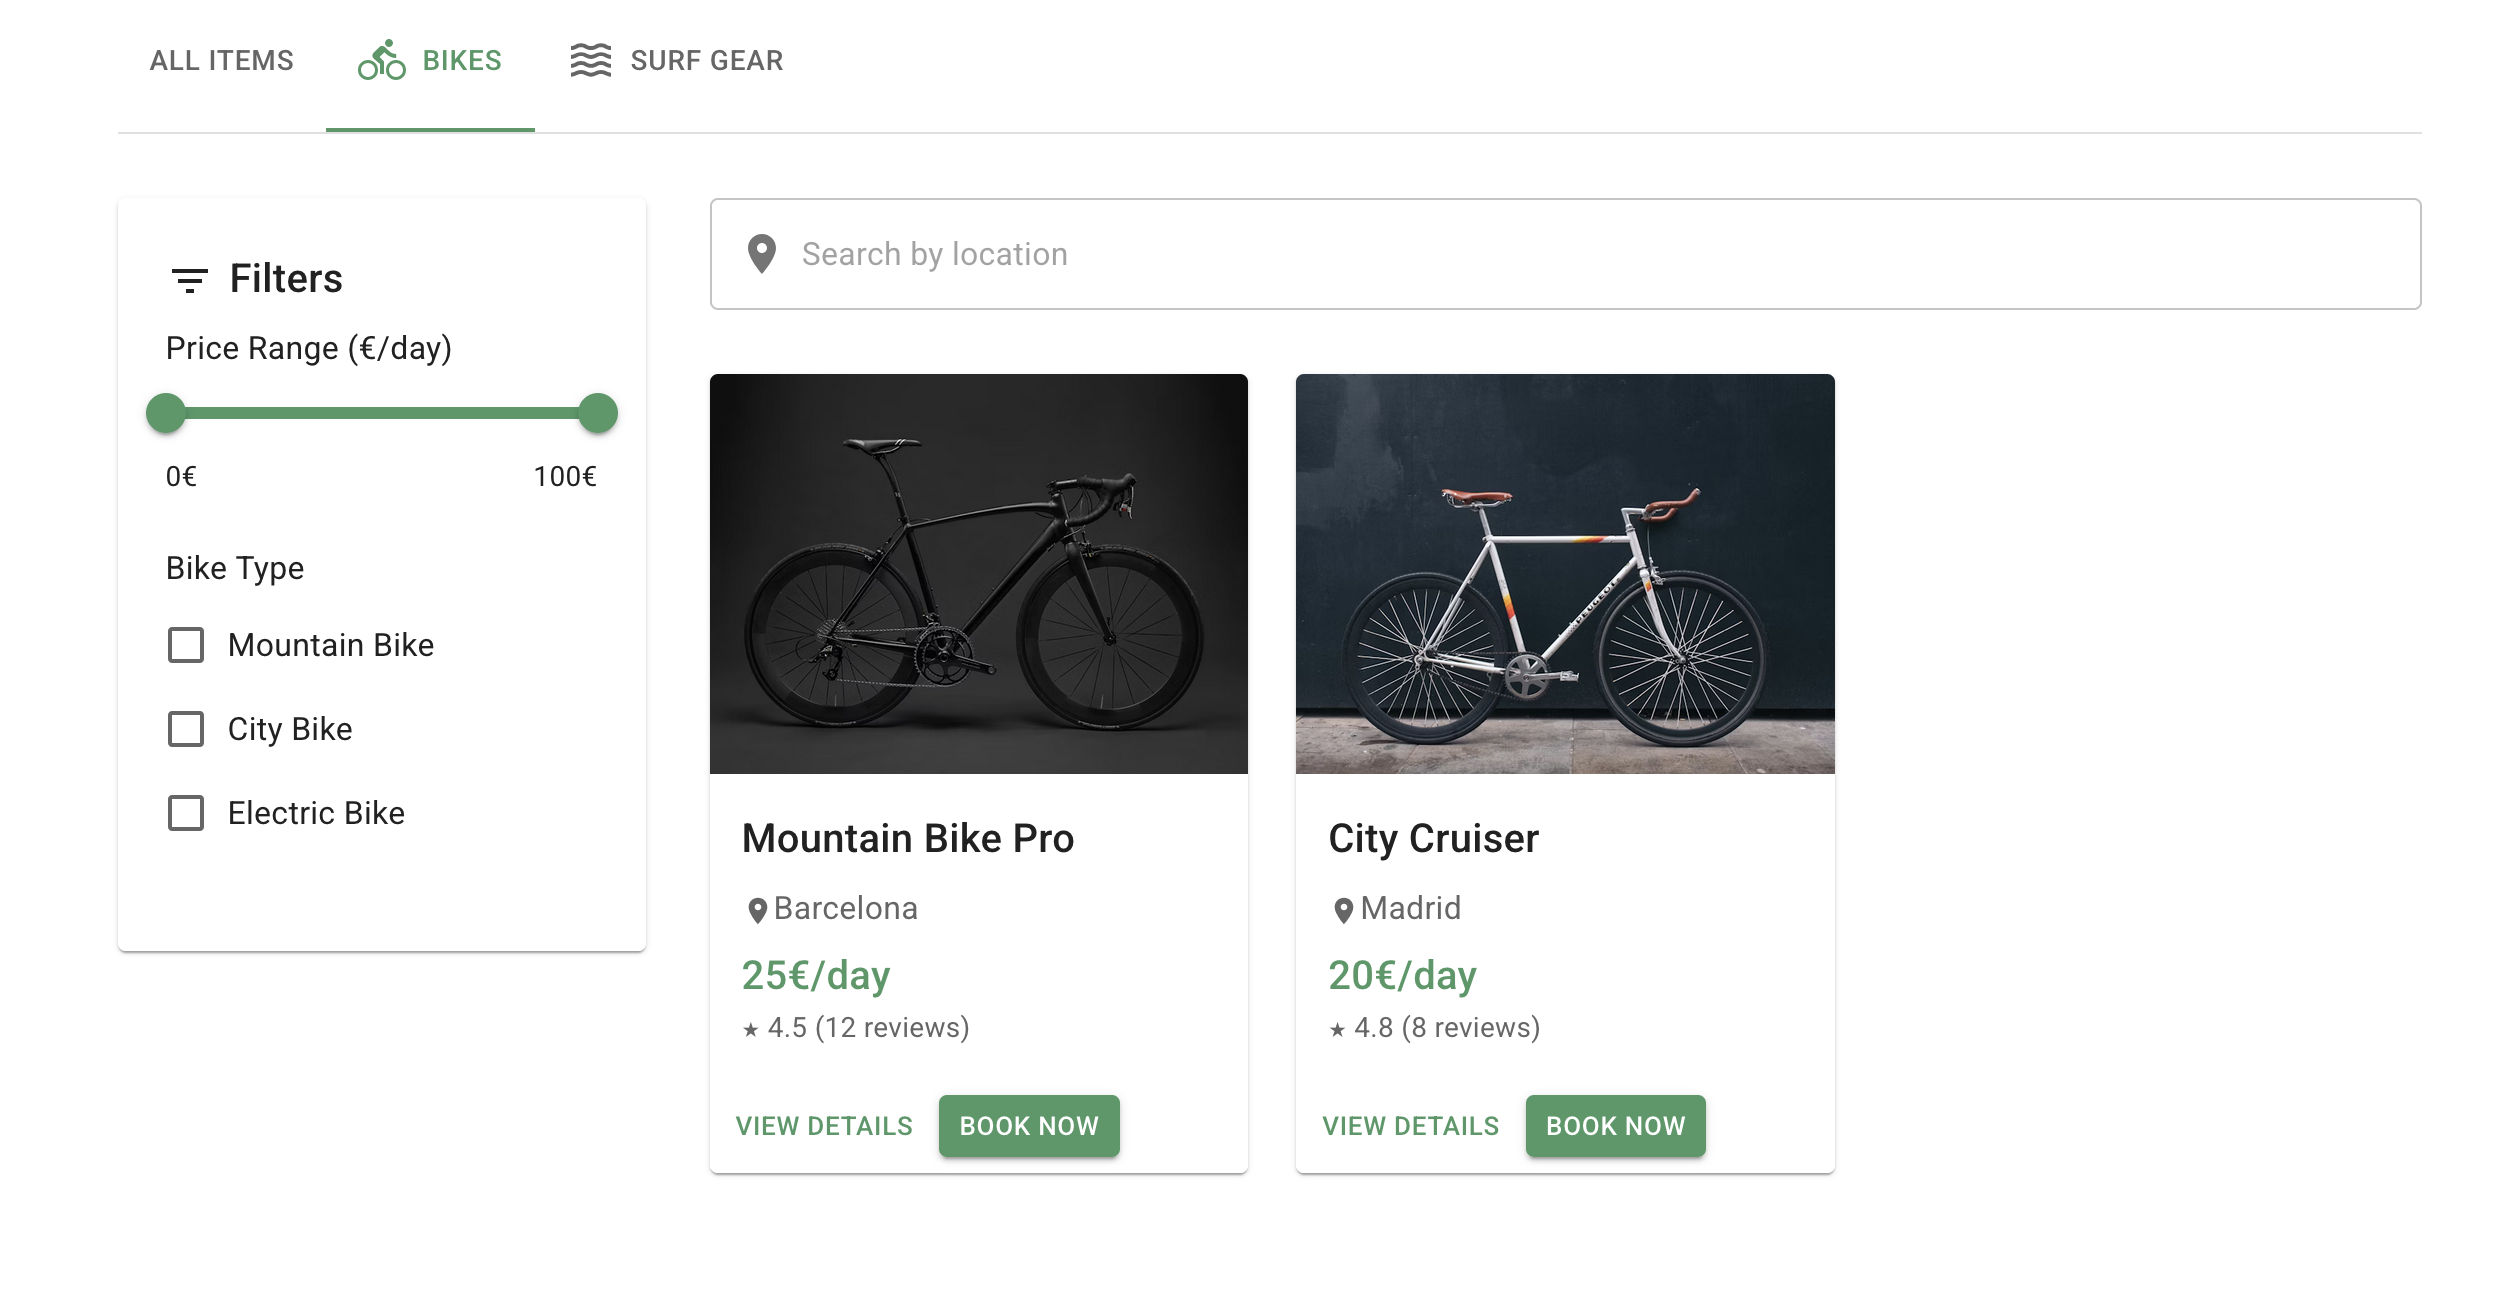 ALL ITEMS
BIKES
SURF GEAR
Filters
Price Range (€/day)
0€
100€
Bike Type
Mountain Bike
City Bike
Electric Bike
Search by location
Mountain Bike Pro
Barcelona
25€/day
★ 4.5 (12 reviews)
VIEW DETAILS
BOOK NOW
PEUGEOT
City Cruiser
Madrid
20€/day
★ 4.8 (8 reviews)
VIEW DETAILS
BOOK NOW